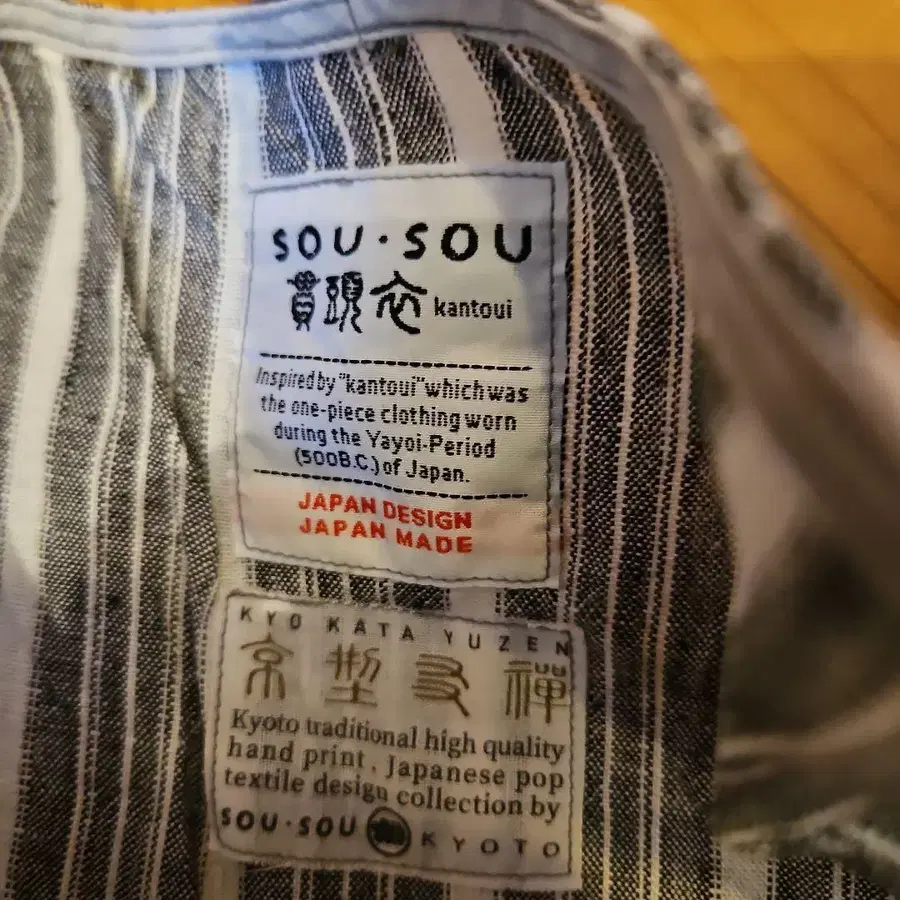 SOU・SOU
貫頭衣 kantoui
Inspired by "kantoui" which was
the one-piece clothing worn
during the Yayoi-Period
(500B.C.) of Japan.
JAPAN DESIGN
JAPAN MADE
KYO KATA YUZEN
京型友禅
Kyoto traditional high quality
hand print. Japanese pop
textile design collection by
SOU・SOU KYOTO